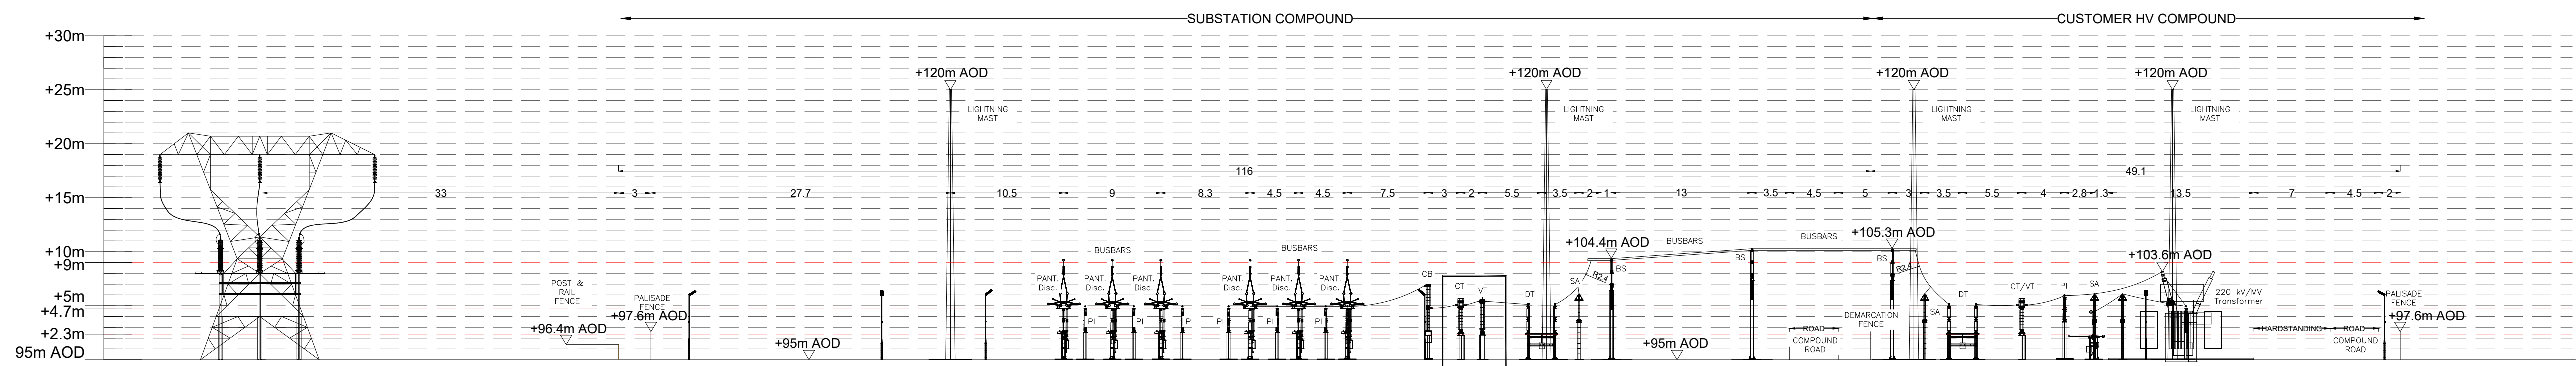 SUBSTATION COMPOUND
CUSTOMER HV COMPOUND
+30m
+25m
+20m
+15m
+10m
+9m
+5m
+4.7m
+2.3m
95m AOD
+120m AOD
+120m AOD
+120m AOD
+120m AOD
LIGHTNING
MAST
LIGHTNING
MAST
LIGHTNING
MAST
LIGHTNING
MAST
116
49.1
33
3
27.7
10.5
9
8.3
4.5
4.5
7.5
3
2
5.5
3.5
2
1
13
3.5
4.5
5
3
3.5
5.5
4
2.8
1.3
13.5
7
4.5
2
+104.4m AOD
BUSBARS
BUSBARS
+105.3m AOD
BUSBARS
BUSBARS
+103.6m AOD
POST &
RAIL
FENCE
PALISADE
FENCE
+97.6m AOD
+96.4m AOD
+95m AOD
PANT.
Disc.
PANT.
Disc.
PANT.
Disc.
PANT.
Disc.
PANT.
Disc.
PANT.
Disc.
PI
PI
PI
PI
PI
PI
CB
CT
VT
DT
SA
R2.4
BS
+95m AOD
BS
ROAD
COMPOUND
ROAD
DEMARCATION
FENCE
BS
R2.4
SA
DT
CT/VT
PI
SA
220 kV/MV
Transformer
HARDSTANDING
ROAD
COMPOUND
ROAD
PALISADE
FENCE
+97.6m AOD